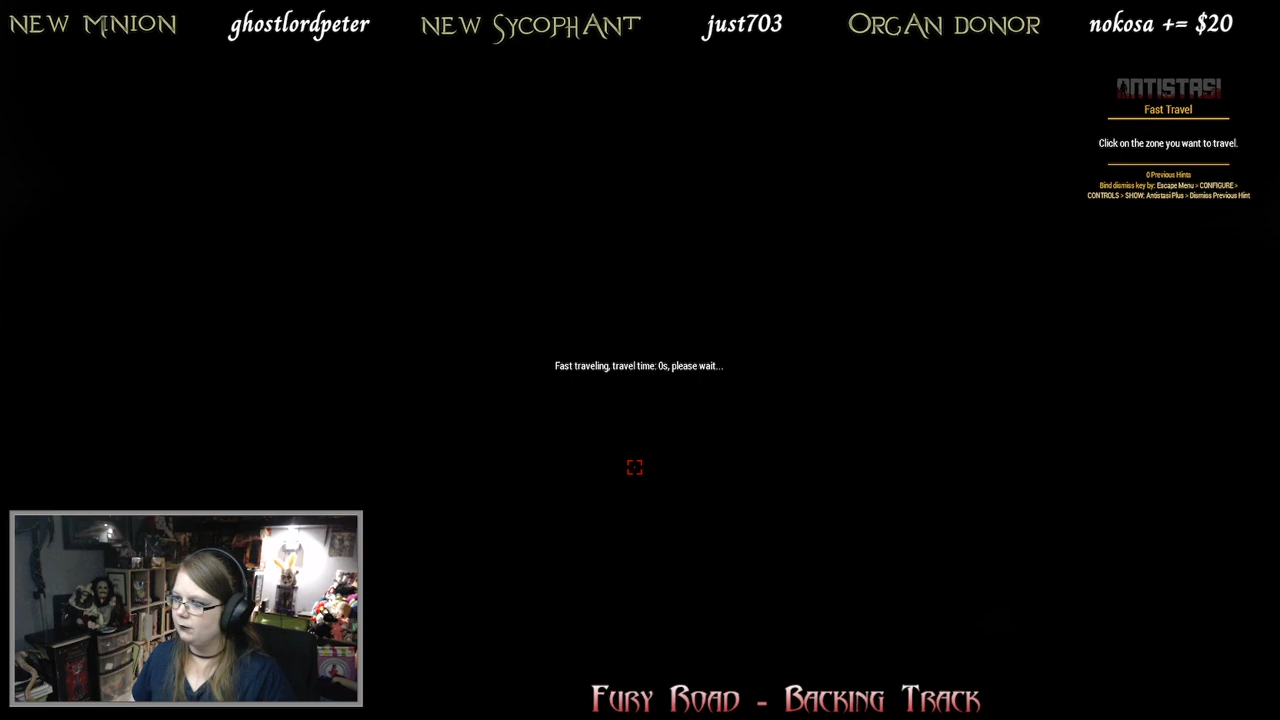 NEW MINION ghostlordpeter NEW SYCOPHANT just703 ORGAN DONOR nokosa += $20
ANTISTASI
Fast Travel
Click on the zone you want to travel.
0 Previous Hints
Bind dismiss key by: Escape Menu > CONFIGURE >
CONTROLS > SHOW: Antistasi Plus > Dismiss Previous Hint
Fast traveling, travel time: 0s, please wait...
FURY ROAD - BACKING TRACK